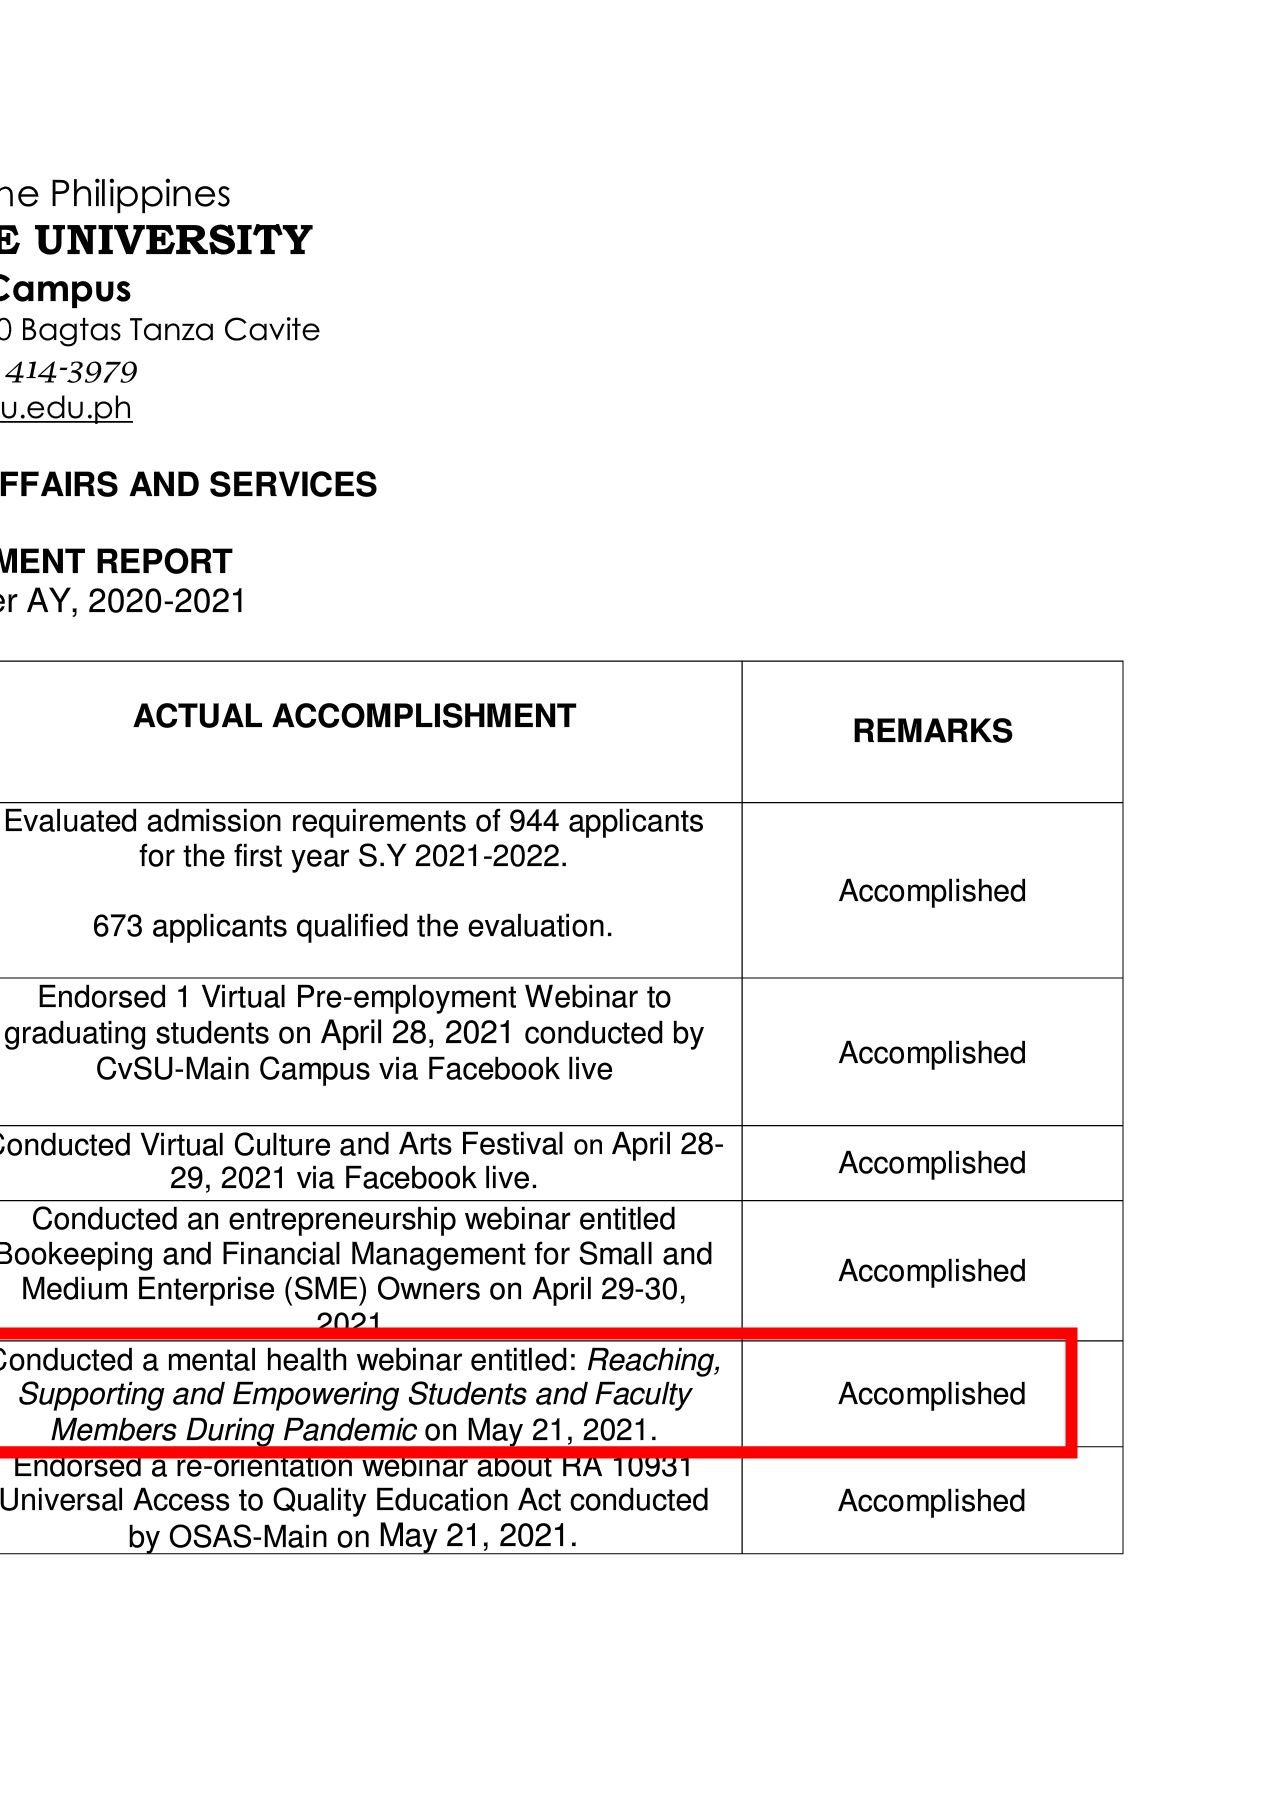 ne Philippines
E UNIVERSITY
Campus
0 Bagtas Tanza Cavite
414-3979
u.edu.ph
FFAIRS AND SERVICES
MENT REPORT
er AY, 2020-2021
ACTUAL ACCOMPLISHMENT
REMARKS
Evaluated admission requirements of 944 applicants
for the first year S.Y 2021-2022.
673 applicants qualified the evaluation.
Accomplished
Endorsed 1 Virtual Pre-employment Webinar to
graduating students on April 28, 2021 conducted by
CvSU-Main Campus via Facebook live
Accomplished
Conducted Virtual Culture and Arts Festival on April 28-
29, 2021 via Facebook live.
Accomplished
Conducted an entrepreneurship webinar entitled
Bookeeping and Financial Management for Small and
Medium Enterprise (SME) Owners on April 29-30,
2021
Accomplished
Conducted a mental health webinar entitled: Reaching,
Supporting and Empowering Students and Faculty
Members During Pandemic on May 21, 2021.
Accomplished
Endorsed a re-orientation webinar about RA 10931
Universal Access to Quality Education Act conducted
by OSAS-Main on May 21, 2021.
Accomplished